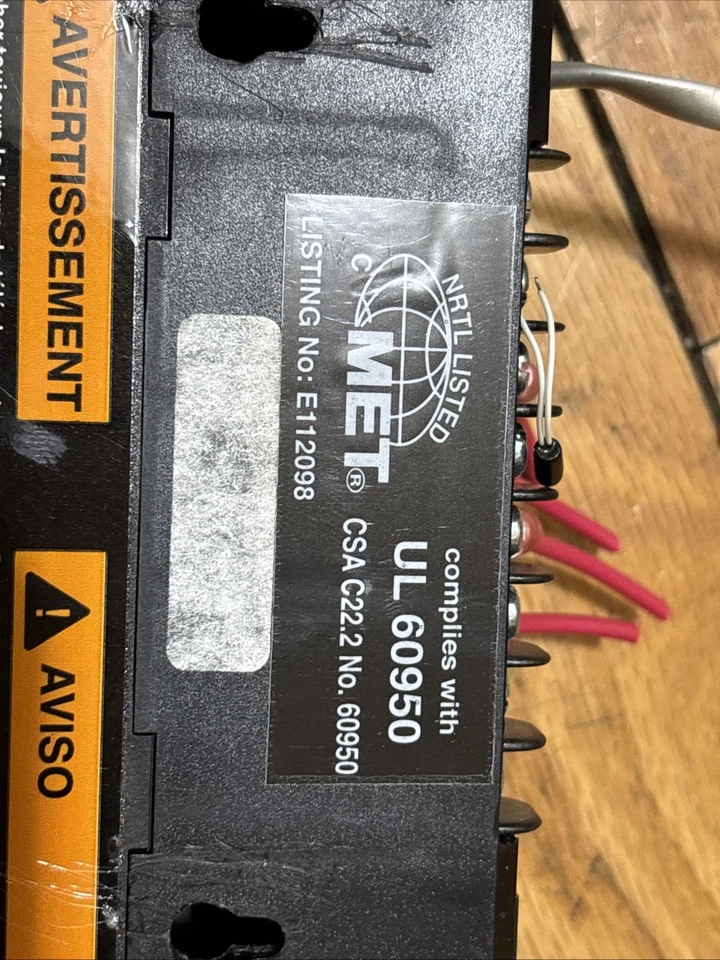 AVERTISSEMENT
AVISO
NRTL LISTED
C MET®
LISTING No: E112098
complies with
UL 60950
CSA C22.2 No. 60950